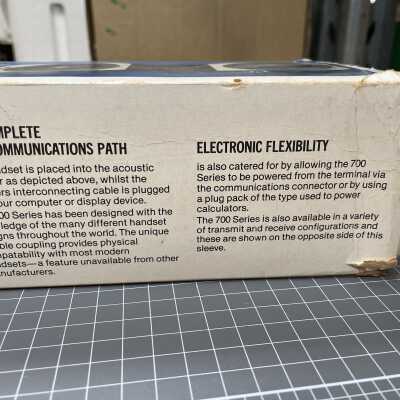 MPLETE
OMMUNICATIONS PATH
ndset is placed into the acoustic
r as depicted above, whilst the
rs interconnecting cable is plugged
our computer or display device.
00 Series has been designed with the
ledge of the many different handset
gns throughout the world. The unique
ble coupling provides physical
mpatability with most modern
ndsets—a feature unavailable from other
nufacturers.
ELECTRONIC FLEXIBILITY
is also catered for by allowing the 700
Series to be powered from the terminal via
the communications connector or by using
a plug pack of the type used to power
calculators.
The 700 Series is also available in a variety
of transmit and receive configurations and
these are shown on the opposite side of this
sleeve.